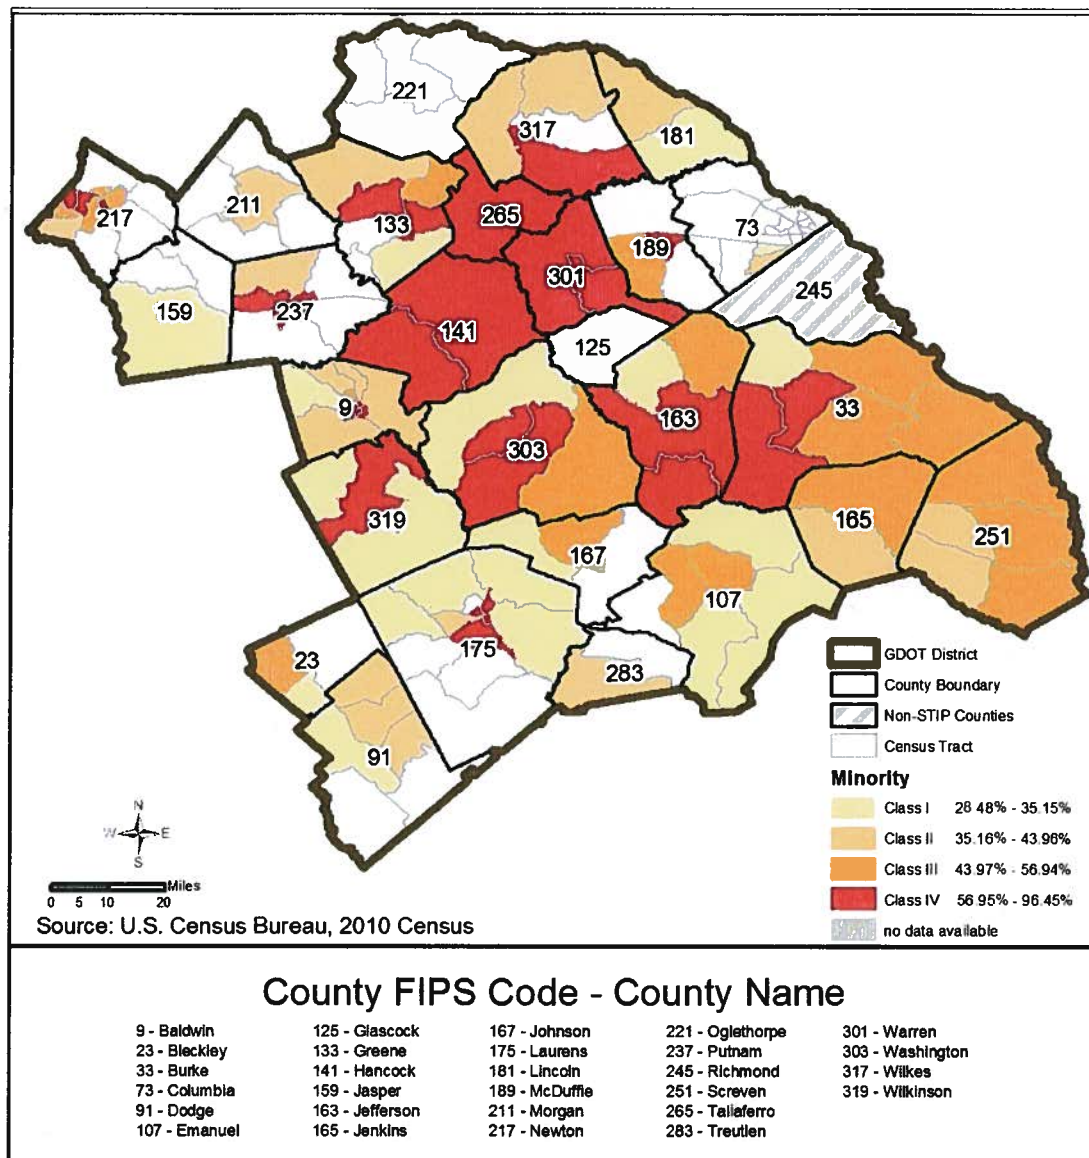 221
317
181
211
217
133
265
73
189
301
245
159
237
141
125
9
163
33
303
319
165
251
167
107
175
23
283
91
GDOT District
County Boundary
Non-STIP Counties
Census Tract
Minority
Class I 28.48% - 35.15%
Class II 35.16% - 43.96%
Class III 43.97% - 56.94%
Class IV 56.95% - 96.45%
no data available
N
W E
S
Miles
0 5 10 20
Source: U.S. Census Bureau, 2010 Census
County FIPS Code - County Name
9 - Baldwin
23 - Bleckley
33 - Burke
73 - Columbia
91 - Dodge
107 - Emanuel
125 - Glascock
133 - Greene
141 - Hancock
159 - Jasper
163 - Jefferson
165 - Jenkins
167 - Johnson
175 - Laurens
181 - Lincoln
189 - McDuffie
211 - Morgan
217 - Newton
221 - Oglethorpe
237 - Putnam
245 - Richmond
251 - Screven
265 - Taliaferro
283 - Treutlen
301 - Warren
303 - Washington
317 - Wilkes
319 - Wilkinson